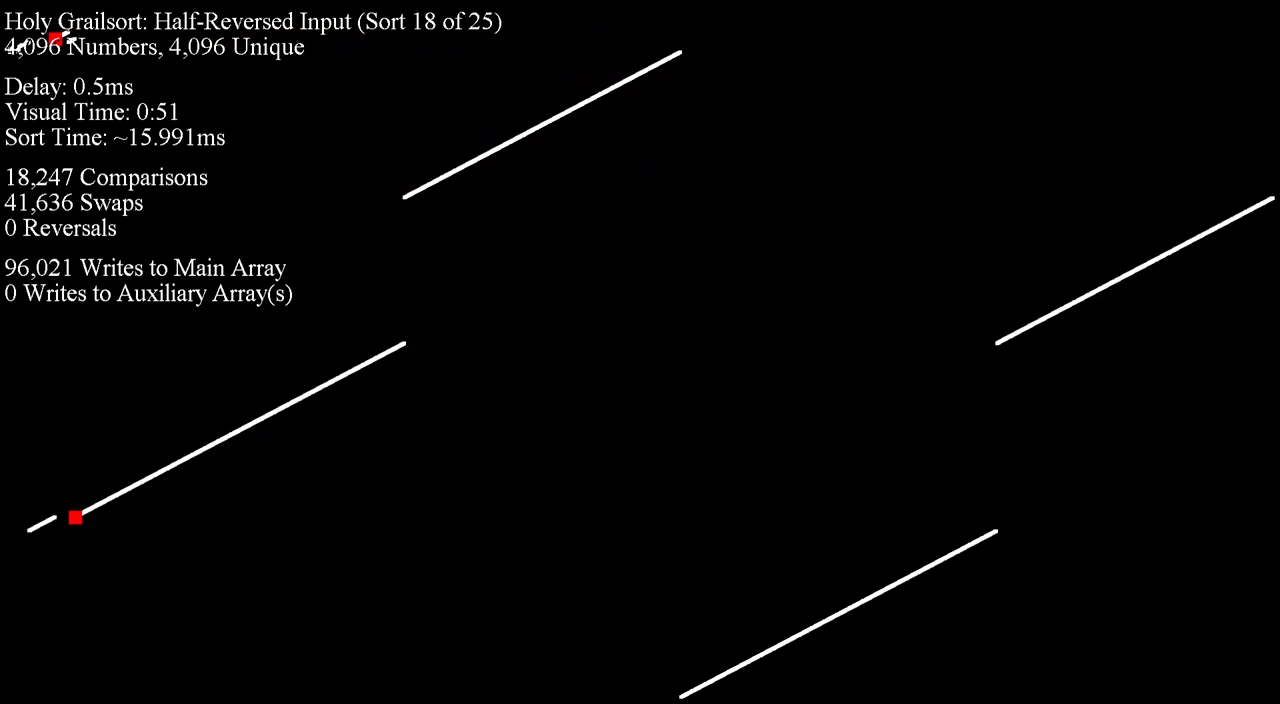 Holy Grailsort: Half-Reversed Input (Sort 18 of 25)
4,096 Numbers, 4,096 Unique
Delay: 0.5ms
Visual Time: 0:51
Sort Time: ~15.991ms
18,247 Comparisons
41,636 Swaps
0 Reversals
96,021 Writes to Main Array
0 Writes to Auxiliary Array(s)